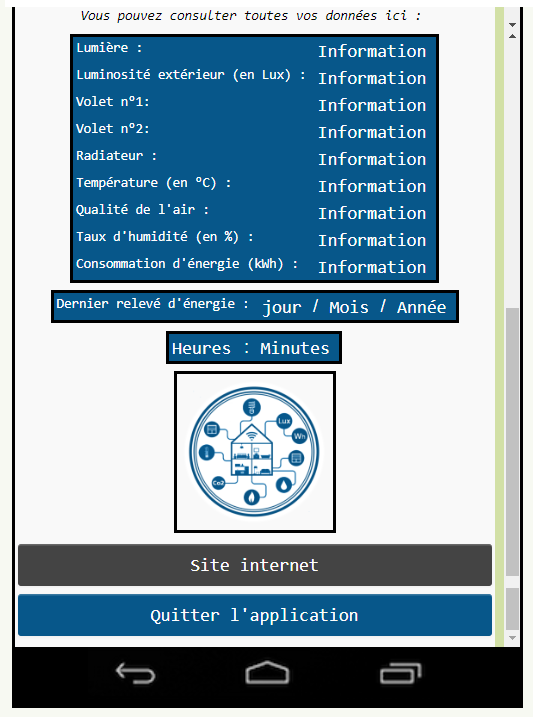 Vous pouvez consulter toutes vos données ici :
Lumière : Information
Luminosité extérieur (en Lux) : Information
Volet n°1: Information
Volet n°2: Information
Radiateur : Information
Température (en °C) : Information
Qualité de l'air : Information
Taux d'humidité (en %) : Information
Consommation d'énergie (kWh) : Information
Dernier relevé d'énergie : jour / Mois / Année
Heures : Minutes
Lux
Wh
Co2
Site internet
Quitter l'application